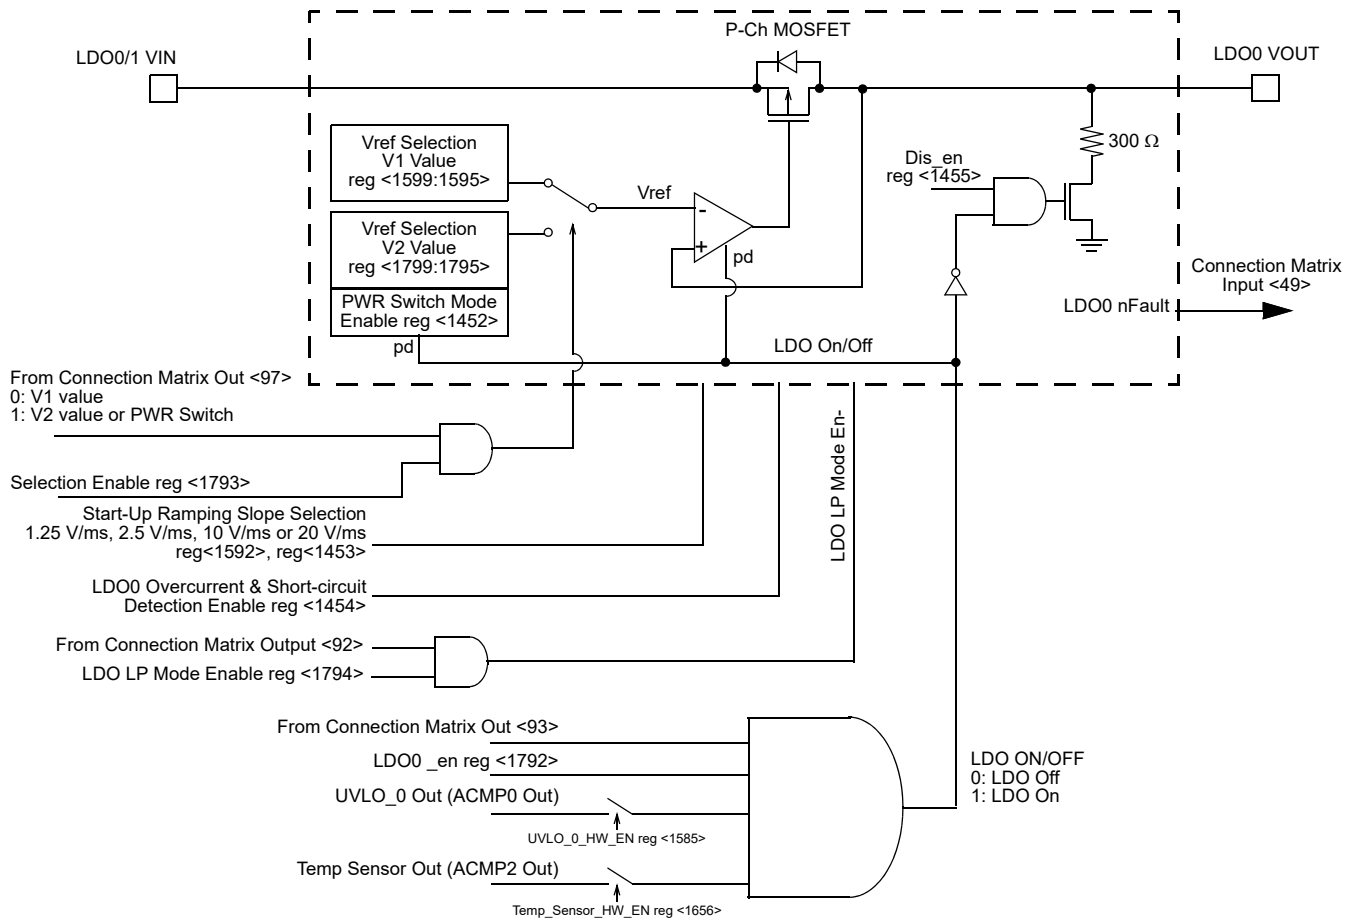 P-Ch MOSFET
LDO0/1 VIN
LDO0 VOUT
Vref Selection
V1 Value
reg <1599:1595>
Vref Selection
V2 Value
reg <1799:1795>
PWR Switch Mode
Enable reg <1452>
pd
Vref
-
+
pd
Dis_en
reg <1455>
300 Ω
Connection Matrix
Input <49>
LDO0 nFault
LDO On/Off
From Connection Matrix Out <97>
0: V1 value
1: V2 value or PWR Switch
Selection Enable reg <1793>
Start-Up Ramping Slope Selection
1.25 V/ms, 2.5 V/ms, 10 V/ms or 20 V/ms
reg<1592>, reg<1453>
LDO LP Mode En-
LDO0 Overcurrent & Short-circuit
Detection Enable reg <1454>
From Connection Matrix Output <92>
LDO LP Mode Enable reg <1794>
From Connection Matrix Out <93>
LDO0 _en reg <1792>
UVLO_0 Out (ACMP0 Out)
UVLO_0_HW_EN reg <1585>
Temp Sensor Out (ACMP2 Out)
Temp_Sensor_HW_EN reg <1656>
LDO ON/OFF
0: LDO Off
1: LDO On